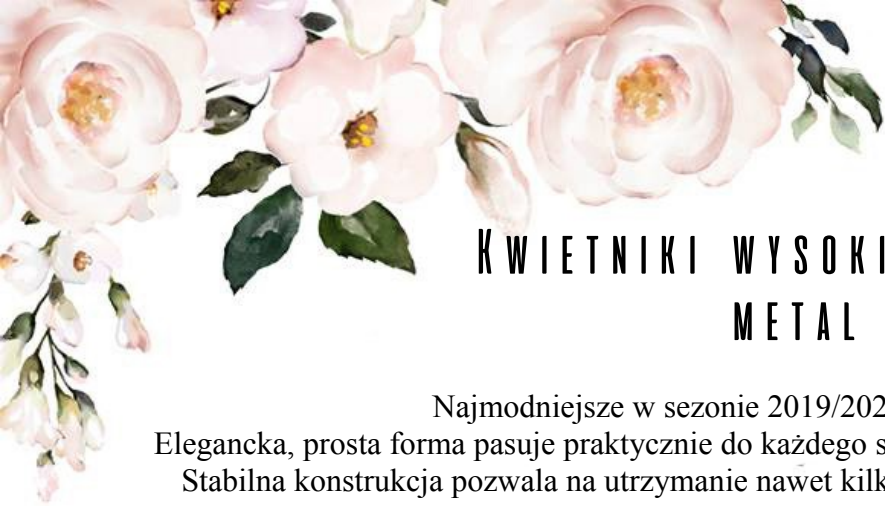 KWIETNIKI WYSOKI
METAL
Najmodniejsze w sezonie 2019/202
Elegancka, prosta forma pasuje praktycznie do każdego s
Stabilna konstrukcja pozwala na utrzymanie nawet kilk